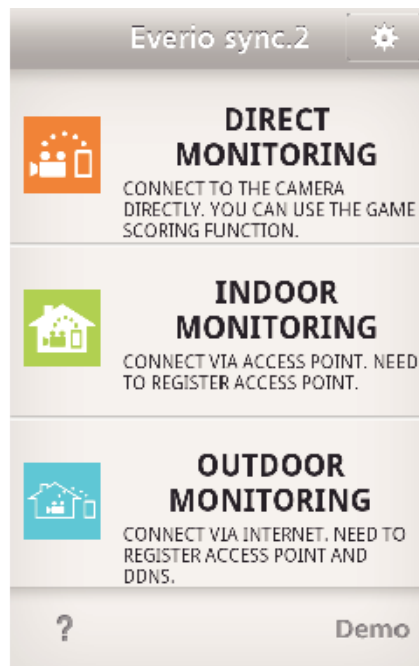 Everio sync.2
DIRECT
MONITORING
CONNECT TO THE CAMERA
DIRECTLY. YOU CAN USE THE GAME
SCORING FUNCTION.
INDOOR
MONITORING
CONNECT VIA ACCESS POINT. NEED
TO REGISTER ACCESS POINT.
OUTDOOR
MONITORING
CONNECT VIA INTERNET. NEED TO
REGISTER ACCESS POINT AND
DDNS.
? Demo